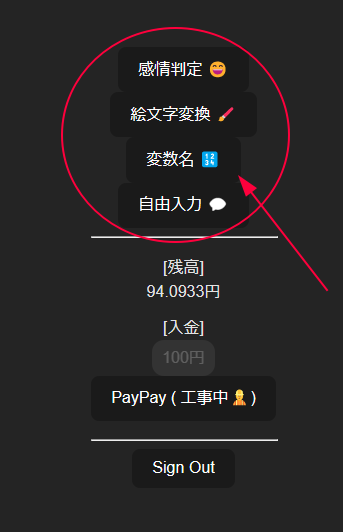 感情判定 😄
絵文字変換 🖌️
変数名 🔢
自由入力 💬
[残高]
94.0933円
[入金]
100円
PayPay ( 工事中👷 )
Sign Out